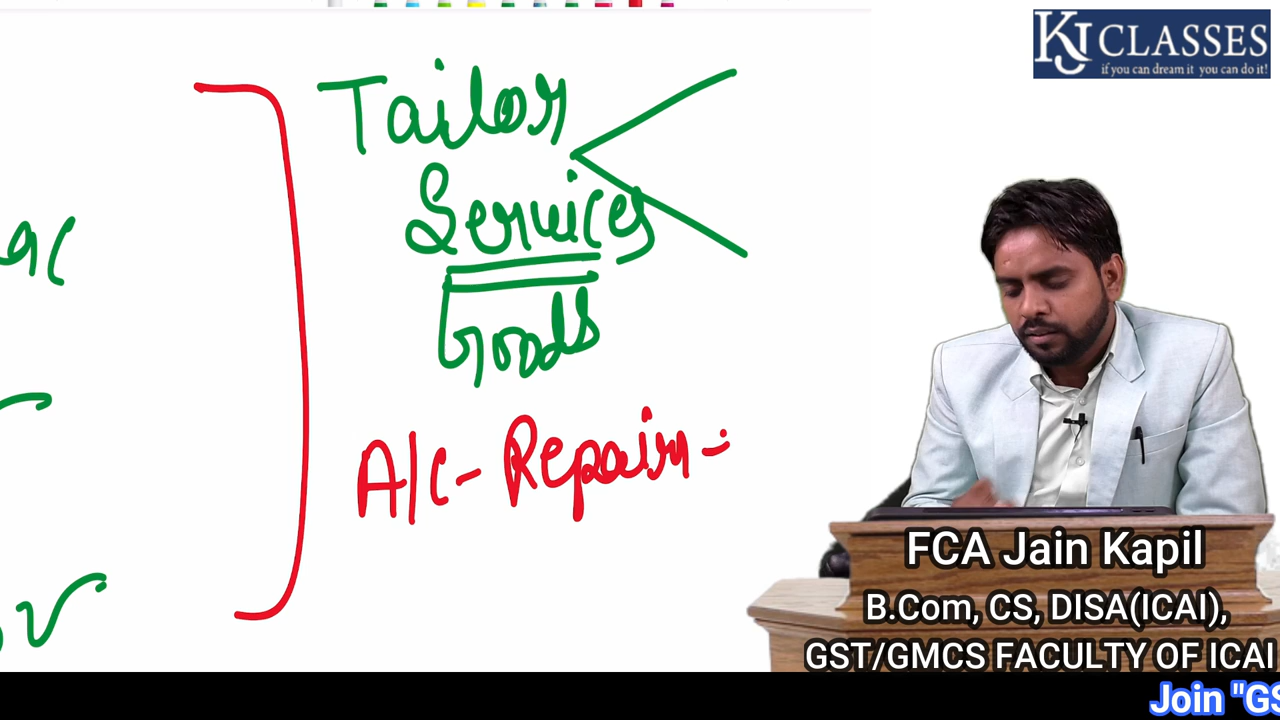 KJ CLASSES
if you can dream it you can do it!
Tailor
Services
Goods
A/C - Repair -
FCA Jain Kapil
B.Com, CS, DISA(ICAI),
GST/GMCS FACULTY OF ICAI
Join "GS